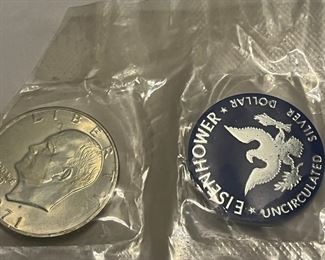 LIBERTY
EISENHOWER
UNCIRCULATED SILVER DOLLAR